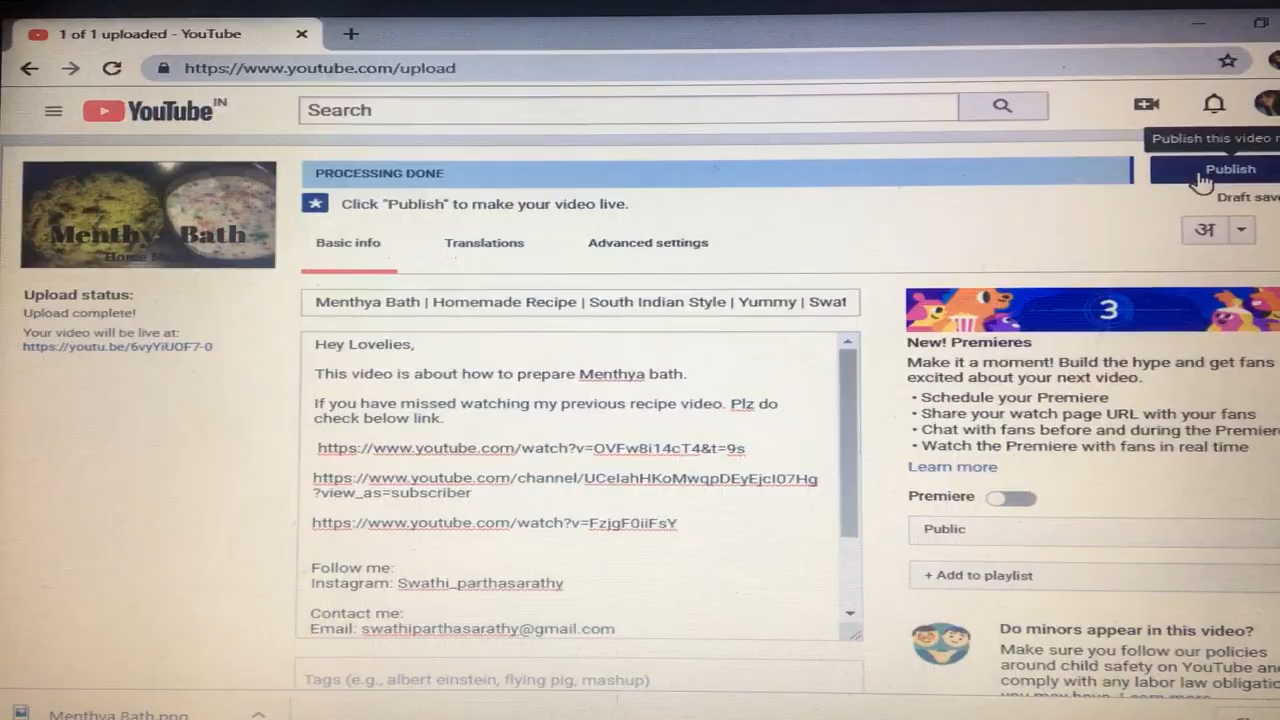 1 of 1 uploaded - YouTube
https://www.youtube.com/upload
YouTube IN
Search
Publish this video
PROCESSING DONE
Publish
Click "Publish" to make your video live.
Draft
अ
Menthya Bath
Basic info
Translations
Advanced settings
Upload status:
Upload complete!
Your video will be live at:
https://youtu.be/6vyYiUOF7-0
Menthya Bath | Homemade Recipe | South Indian Style | Yummy | Swat
Hey Lovelies,
This video is about how to prepare Menthya bath.
If you have missed watching my previous recipe video. Plz do
check below link.
https://www.youtube.com/watch?v=OVFw8i14cT4&t=9s
https://www.youtube.com/channel/UCeIahHKoMwqpDEyEjcI07Hg
?view_as=subscriber
https://www.youtube.com/watch?v=FzjgF0iiFsY
Follow me:
Instagram: Swathi_parthasarathy
Contact me:
Email: swathiparthasarathy@gmail.com
Tags (e.g., albert einstein, flying pig, mashup)
3
New! Premieres
Make it a moment! Build the hype and get fans
excited about your next video.
• Schedule your Premiere
• Share your watch page URL with your fans
• Chat with fans before and during the Premier
• Watch the Premiere with fans in real time
Learn more
Premiere
Public
+ Add to playlist
Do minors appear in this video?
Make sure you follow our policies
around child safety on YouTube and
comply with any labor law obligatio
you may have. Learn more
Menthya Bath.png